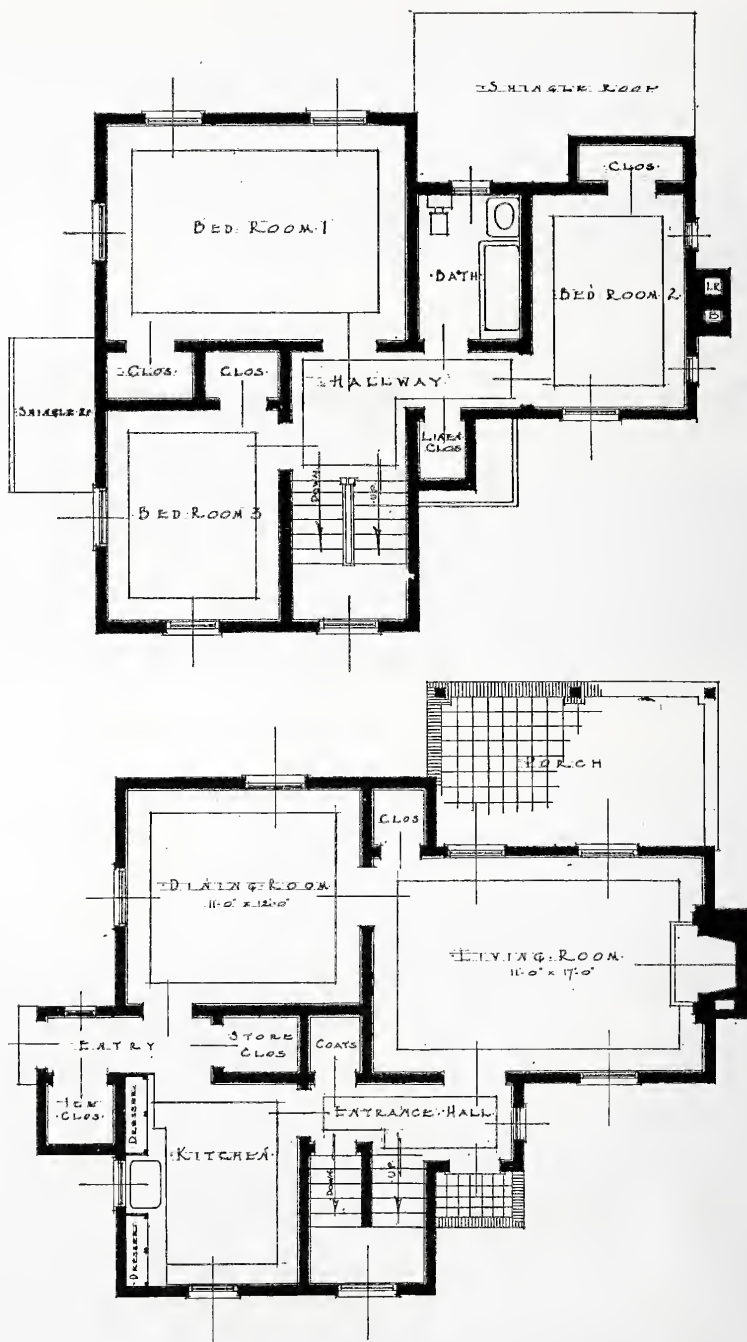 SHINGLE ROOF
CLOS.
BED ROOM 1
BATH
BED ROOM 2
L.R.
B
CLOS.
CLOS.
HALLWAY
SHINGLE RF
LINEN
CLOS
DOWN
UP
BED ROOM 3
PORCH
CLOS
DINING ROOM
11'-0" x 12'-0"
LIVING ROOM
11'-0" x 17'-0"
ENTRY
STORE
CLOS
COATS
ICE
CLOS.
DRESSER
ENTRANCE HALL
KITCHEN
DOWN
UP
DRESSER